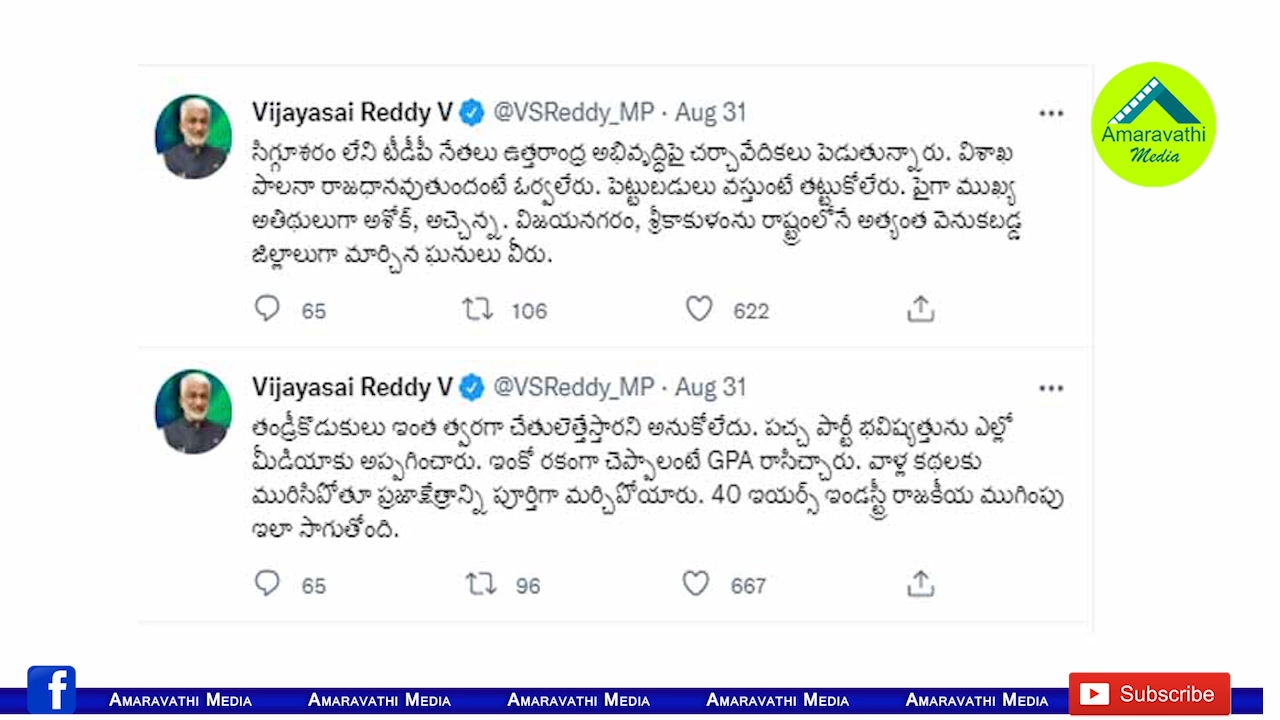 Vijayasai Reddy V @VSReddy_MP · Aug 31
సిగ్గూశరం లేని టీడీపీ నేతలు ఉత్తరాంధ్ర అభివృద్ధిపై చర్చావేదికలు పెడుతున్నారు. విశాఖ
పాలనా రాజధానవుతుందంటే ఓర్వలేరు. పెట్టుబడులు వస్తుంటే తట్టుకోలేరు. పైగా ముఖ్య
అతిథులుగా అశోక్, అచ్చెన్న. విజయనగరం, శ్రీకాకుళంను రాష్ట్రంలోనే అత్యంత వెనుకబడ్డ
జిల్లాలుగా మార్చిన ఘనులు వీరు.
65 106 622
Amaravathi
Media
Vijayasai Reddy V @VSReddy_MP · Aug 31
తండ్రీకొడుకులు ఇంత త్వరగా చేతులెత్తేస్తారని అనుకోలేదు. పచ్చ పార్టీ భవిష్యత్తును ఎల్లో
మీడియాకు అప్పగించారు. ఇంకో రకంగా చెప్పాలంటే GPA రాసిచ్చారు. వాళ్ల కథలకు
మురిసిపోతూ ప్రజాక్షేత్రాన్ని పూర్తిగా మర్చిపోయారు. 40 ఇయర్స్ ఇండస్ట్రీ రాజకీయ ముగింపు
ఇలా సాగుతోంది.
65 96 667
f Amaravathi Media Amaravathi Media Amaravathi Media Amaravathi Media Amaravathi Media Subscribe